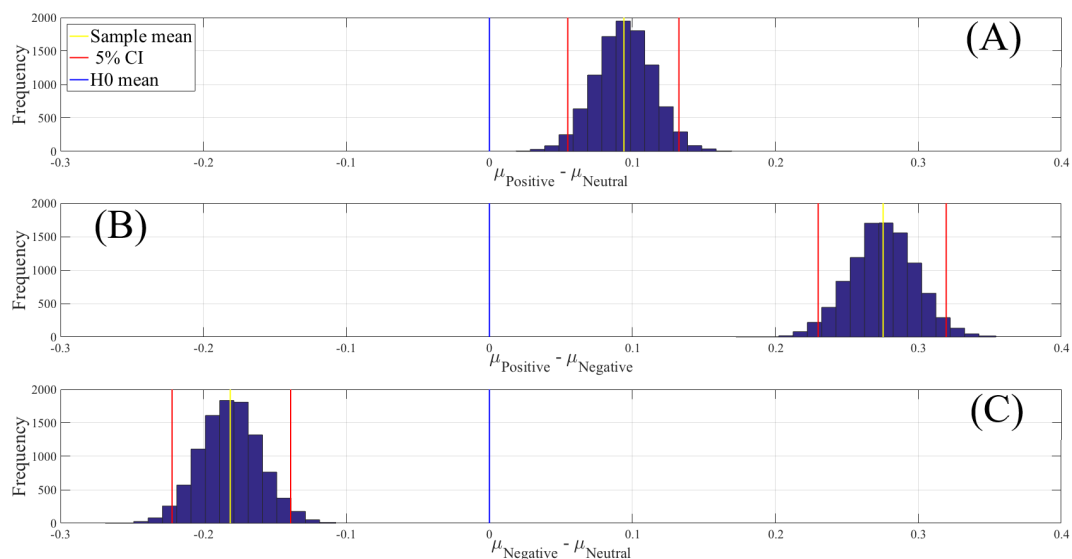 2000
1500
1000
500
0
Frequency
Sample mean
5% CI
H0 mean
(A)
-0.3 -0.2 -0.1 0 0.1 0.2 0.3 0.4
μPositive - μNeutral
2000
1500
1000
500
0
Frequency
(B)
-0.3 -0.2 -0.1 0 0.1 0.2 0.3 0.4
μPositive - μNegative
2000
1500
1000
500
0
Frequency
(C)
-0.3 -0.2 -0.1 0 0.1 0.2 0.3 0.4
μNegative - μNeutral